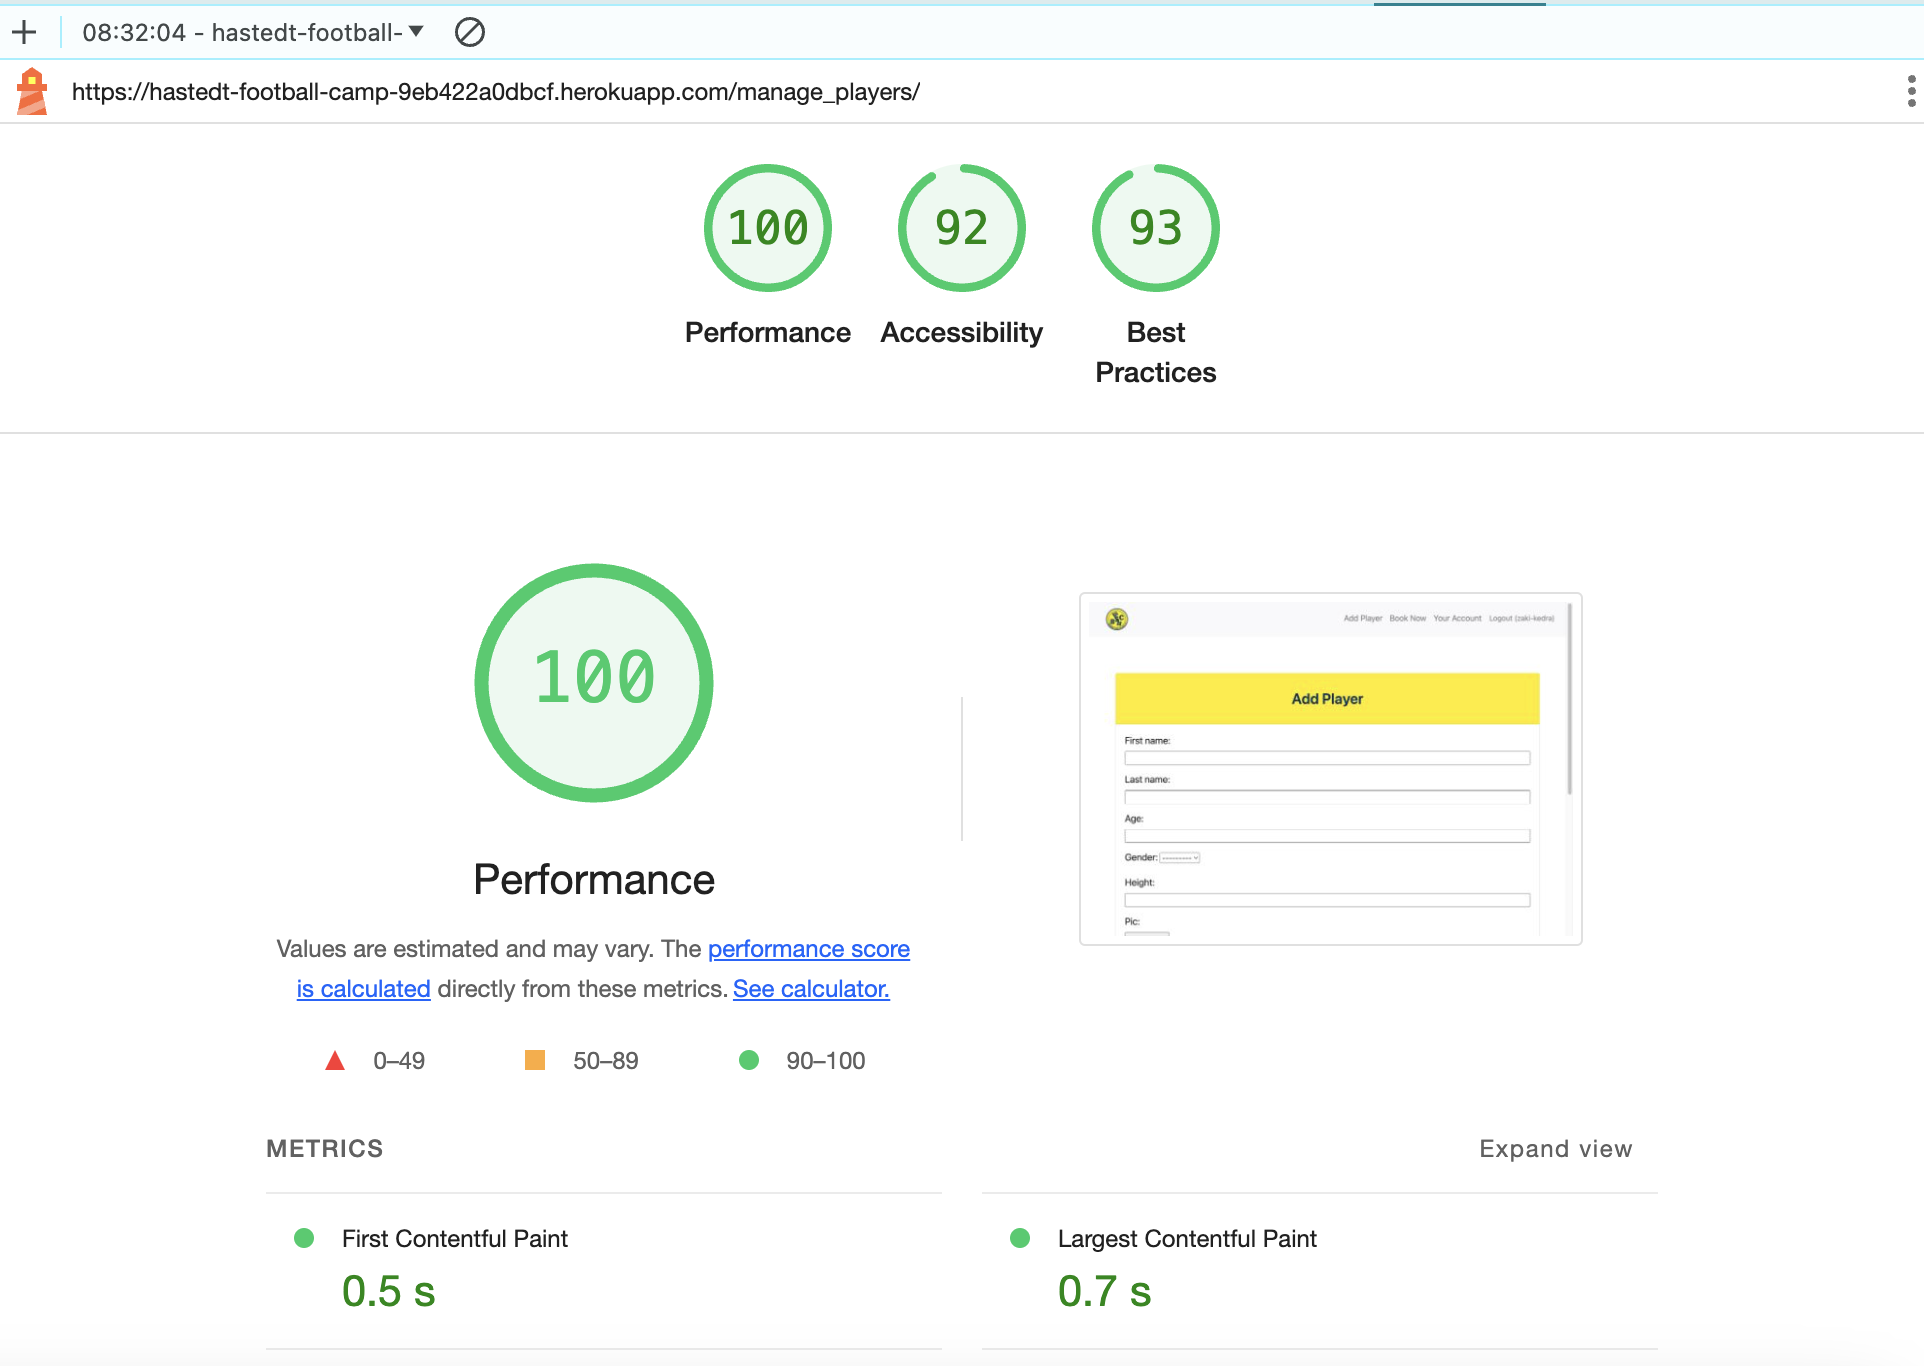 08:32:04 - hastedt-football-
https://hastedt-football-camp-9eb422a0dbcf.herokuapp.com/manage_players/
100
92
93
Performance
Accessibility
Best
Practices
100
Performance
Values are estimated and may vary. The performance score
is calculated directly from these metrics. See calculator.
0–49
50–89
90–100
Add Player Book Now Your Account Logout (zaki-kedra)
Add Player
First name:
Last name:
Age:
Gender: ---------
Height:
Pic:
METRICS
Expand view
First Contentful Paint
0.5 s
Largest Contentful Paint
0.7 s